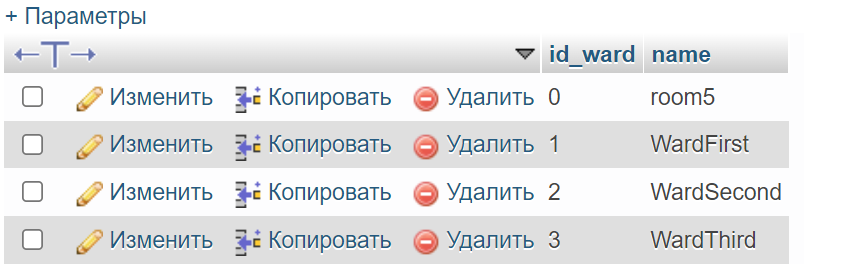 + Параметры
←T→ id_ward name
Изменить Копировать Удалить 0 room5
Изменить Копировать Удалить 1 WardFirst
Изменить Копировать Удалить 2 WardSecond
Изменить Копировать Удалить 3 WardThird